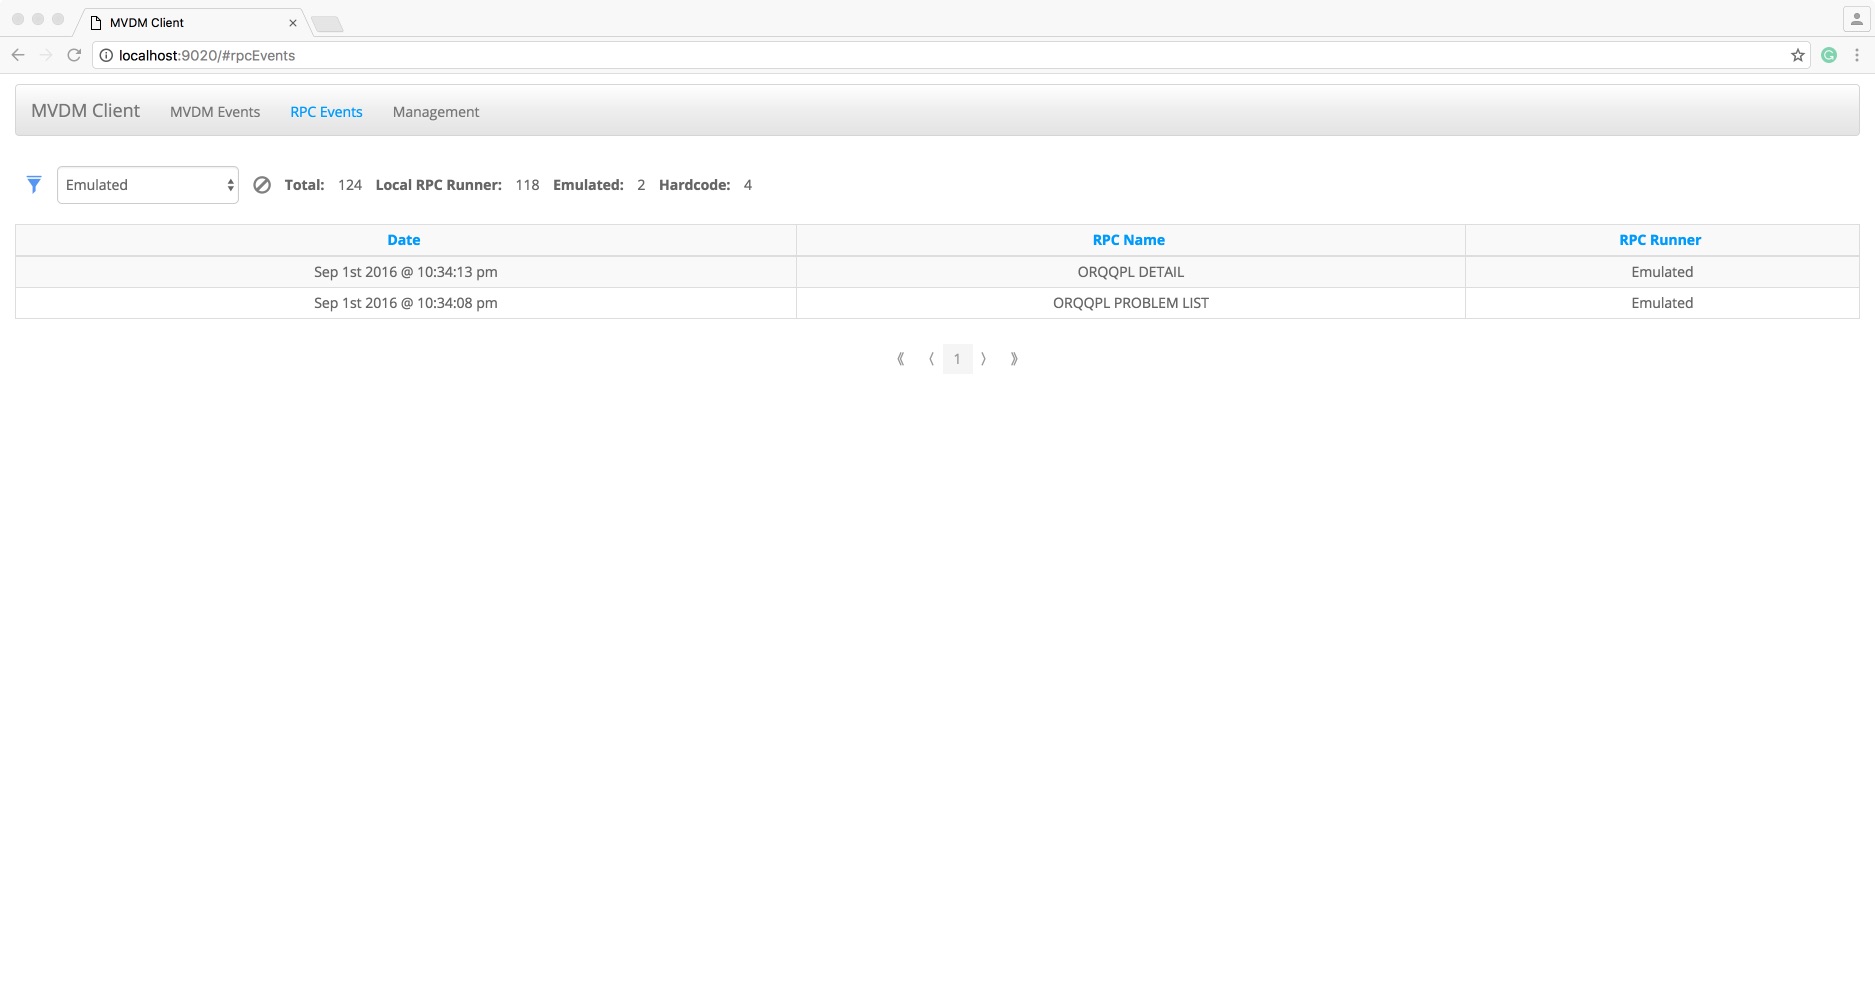 MVDM Client
localhost:9020/#rpcEvents
MVDM Client MVDM Events RPC Events Management
Emulated Total: 124 Local RPC Runner: 118 Emulated: 2 Hardcode: 4
Date RPC Name RPC Runner
Sep 1st 2016 @ 10:34:13 pm ORQQPL DETAIL Emulated
Sep 1st 2016 @ 10:34:08 pm ORQQPL PROBLEM LIST Emulated
⟪ ⟨ 1 ⟩ ⟫